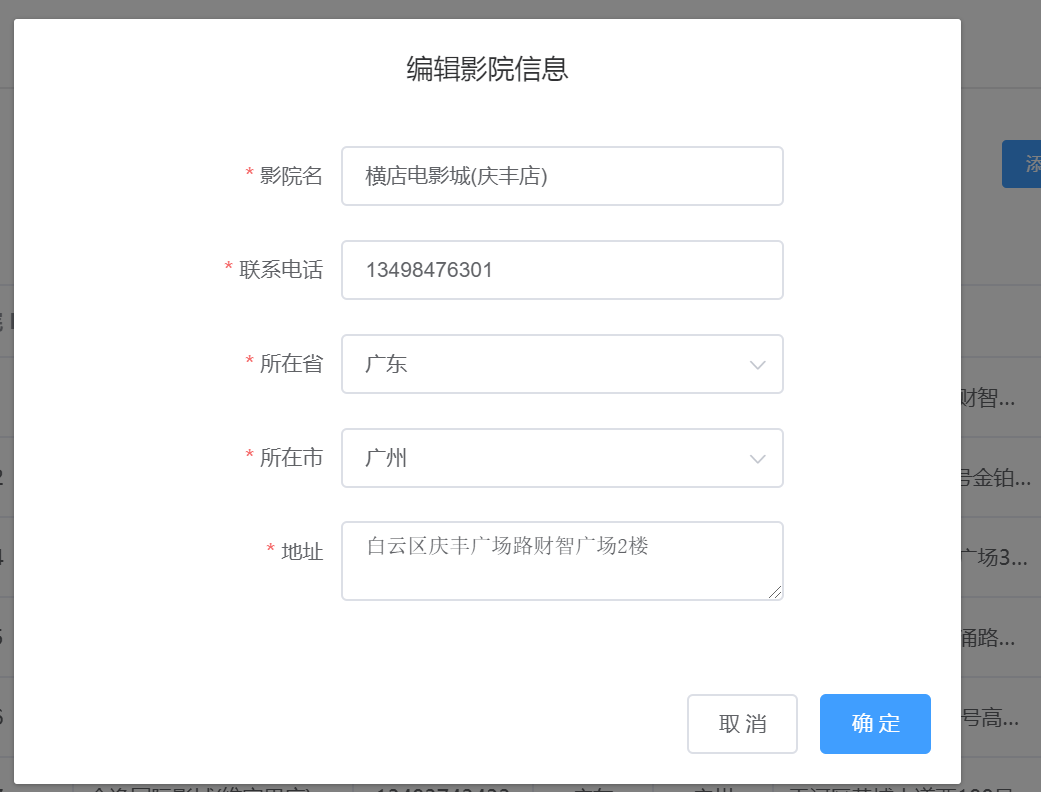 编辑影院信息
添
* 影院名
横店电影城(庆丰店)
* 联系电话
13498476301
* 所在省
广东
财智...
* 所在市
广州
号金铂...
* 地址
白云区庆丰广场路财智广场2楼
广场3...
涌路...
取 消
确 定
号高...